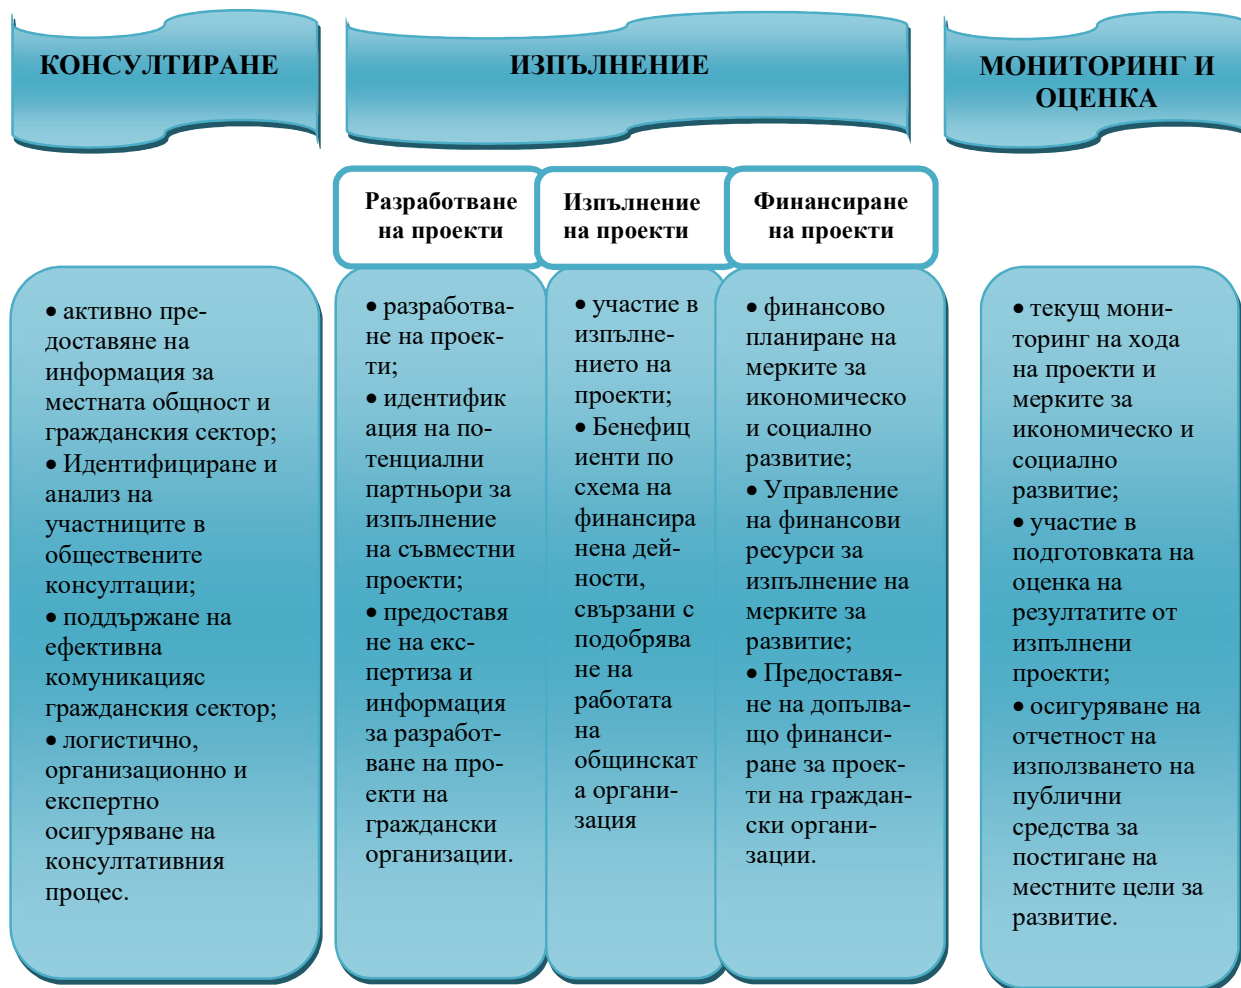 КОНСУЛТИРАНЕ
ИЗПЪЛНЕНИЕ
МОНИТОРИНГ И
ОЦЕНКА
Разработване
на проекти
Изпълнение
на проекти
Финансиране
на проекти
• активно пре-
доставяне на
информация за
местната общност и
гражданския сектор;
• Идентифициране и
анализ на
участниците в
обществените
консултации;
• поддържане на
ефективна
комуникацияс
гражданския сектор;
• логистично,
организационно и
експертно
осигуряване на
консултативния
процес.
• разработва-
не на проек-
ти;
• идентифик
ация на по-
тенциални
партньори за
изпълнение
на съвместни
проекти;
• предоставя
не на екс-
пертиза и
информация
за разработ-
ване на про-
екти на
граждански
организации.
• участие в
изпълне-
нието на
проекти;
• Бенефиц
иенти по
схема на
финансира
нена дей-
ности,
свързани с
подобрява
не на
работата
на
общинскат
а органи-
зация
• финансово
планиране на
мерките за
икономическо
и социално
развитие;
• Управление
на финансови
ресурси за
изпълнение на
мерките за
развитие;
• Предоставя-
не на допълва-
що финанси-
ране за проек-
ти на граждан-
ски органи-
зации.
• текущ мони-
торинг на хода
на проекти и
мерките за
икономическо и
социално
развитие;
• участие в
подготовката на
оценка на
резултатите от
изпълнени
проекти;
• осигуряване на
отчетност на
използването на
публични
средства за
постигане на
местните цели за
развитие.